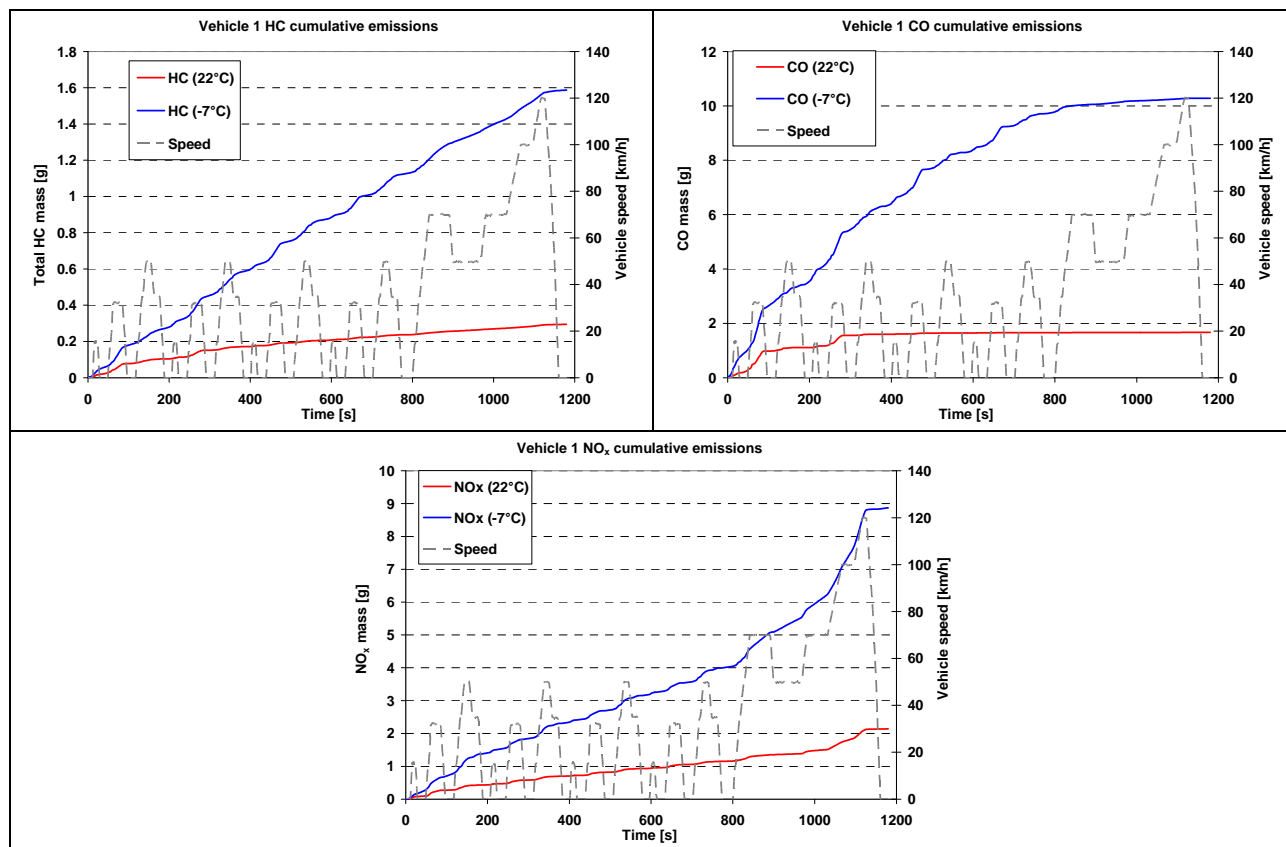 Vehicle 1 HC cumulative emissions
1.8
1.6
1.4
1.2
1
0.8
0.6
0.4
0.2
0
Total HC mass [g]
HC (22°C)
HC (-7°C)
Speed
140
120
100
80
60
40
20
0
Vehicle speed [km/h]
0 200 400 600 800 1000 1200
Time [s]
Vehicle 1 CO cumulative emissions
12
10
8
6
4
2
0
CO mass [g]
CO (22°C)
CO (-7°C)
Speed
140
120
100
80
60
40
20
0
Vehicle speed [km/h]
0 200 400 600 800 1000 1200
Time [s]
Vehicle 1 NOx cumulative emissions
10
9
8
7
6
5
4
3
2
1
0
NOx mass [g]
NOx (22°C)
NOx (-7°C)
Speed
140
120
100
80
60
40
20
0
Vehicle speed [km/h]
0 200 400 600 800 1000 1200
Time [s]